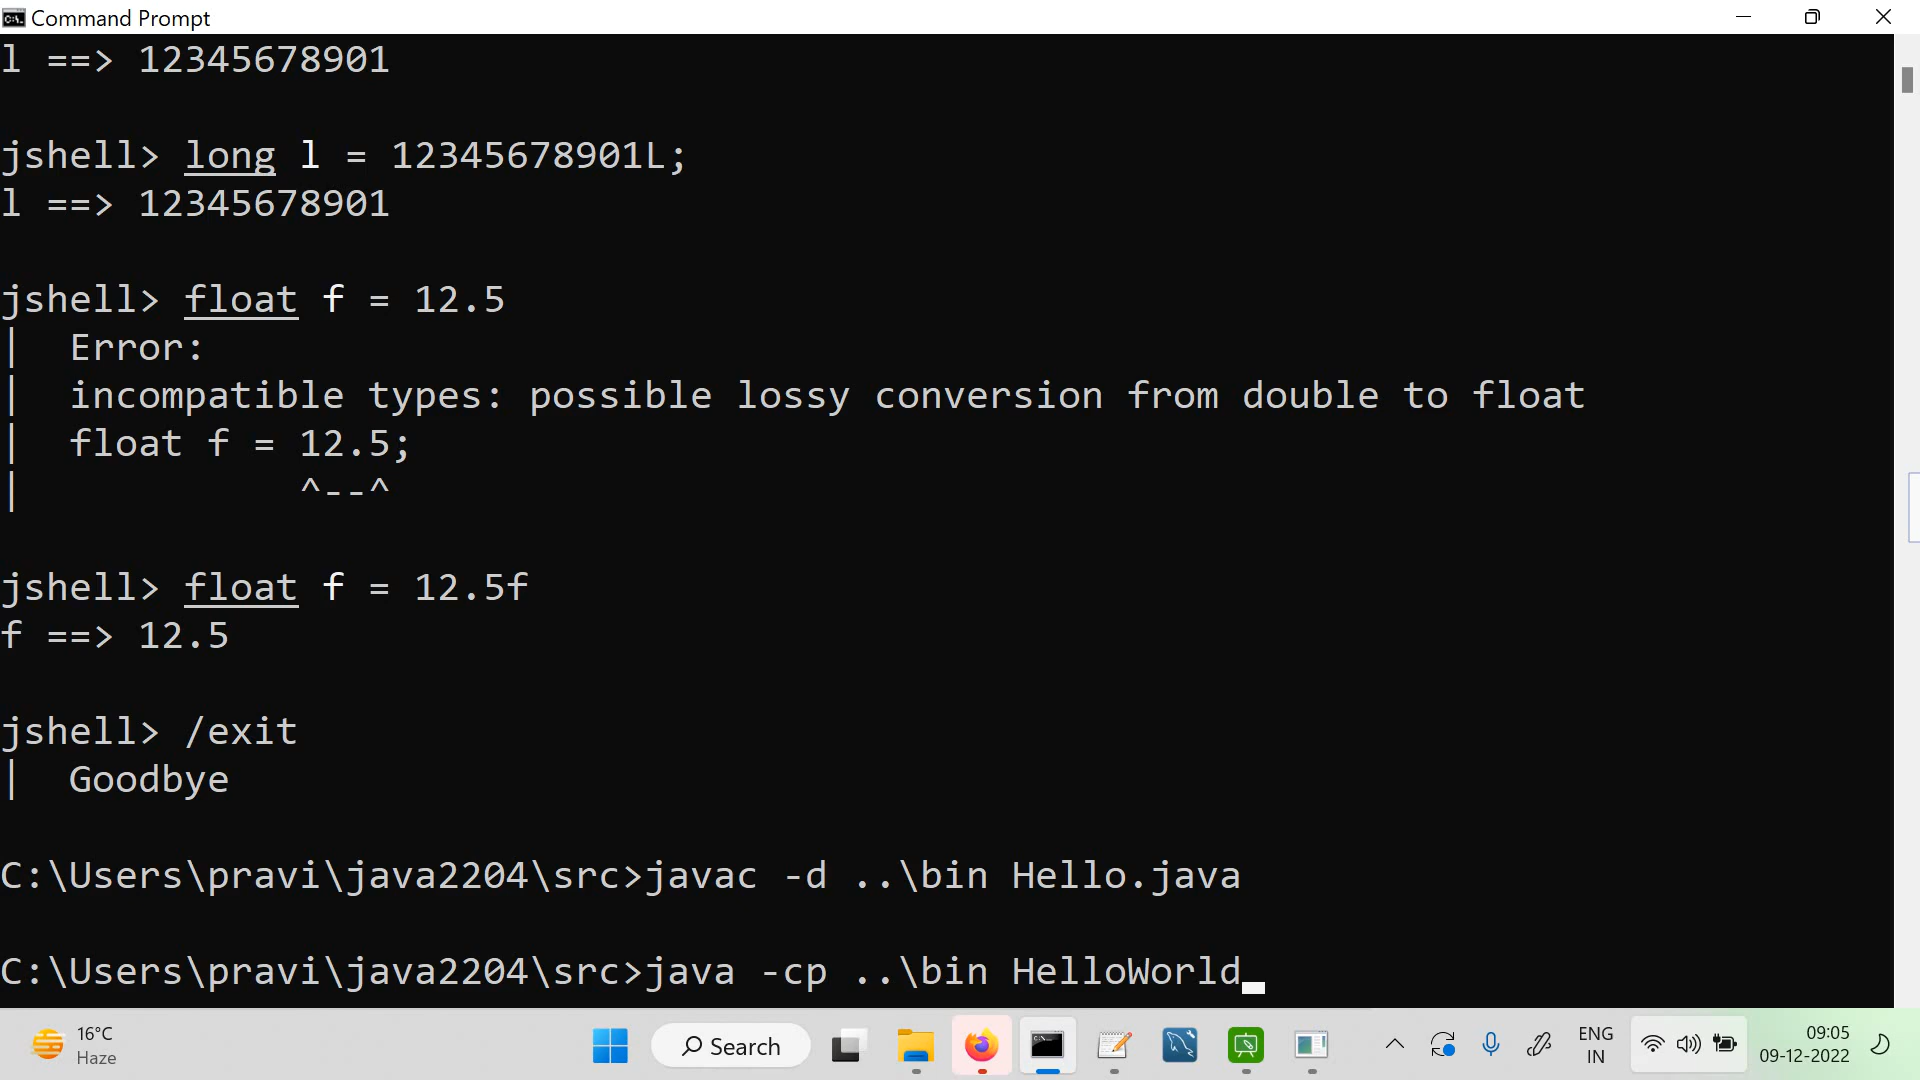 Command Prompt
l ==> 12345678901
jshell> long l = 12345678901L;
l ==> 12345678901
jshell> float f = 12.5
|  Error:
|  incompatible types: possible lossy conversion from double to float
|  float f = 12.5;
|            ^--^
jshell> float f = 12.5f
f ==> 12.5
jshell> /exit
|  Goodbye
C:\Users\pravi\java2204\src>javac -d ..\bin Hello.java
C:\Users\pravi\java2204\src>java -cp ..\bin HelloWorld_
16°C
Haze
Search
ENG
IN
09:05
09-12-2022